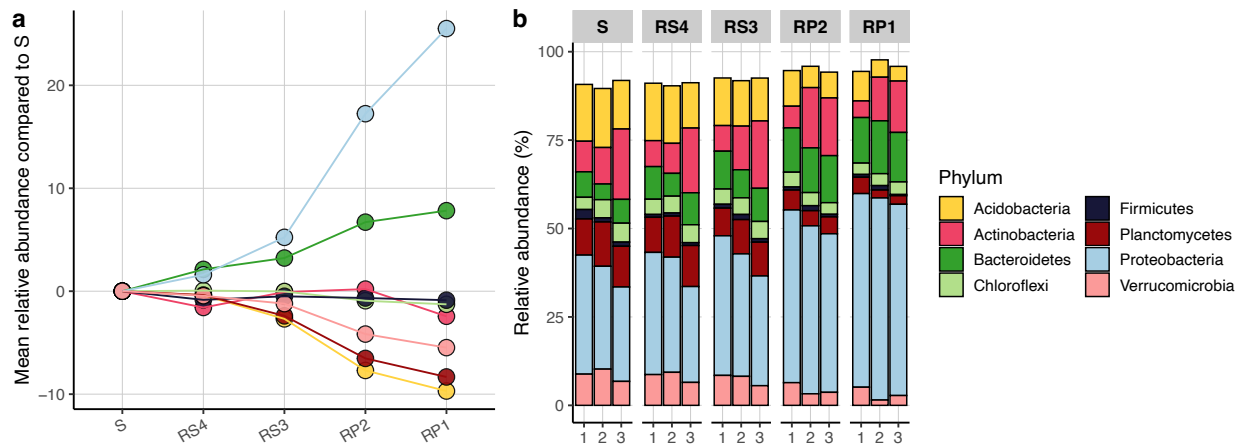 a
Mean relative abundance compared to S
20
10
0
−10
S
RS4
RS3
RP2
RP1
b
Relative abundance (%)
S
RS4
RS3
RP2
RP1
100
75
50
25
0
1 2 3
1 2 3
1 2 3
1 2 3
1 2 3
Phylum
Acidobacteria
Actinobacteria
Bacteroidetes
Chloroflexi
Firmicutes
Planctomycetes
Proteobacteria
Verrucomicrobia